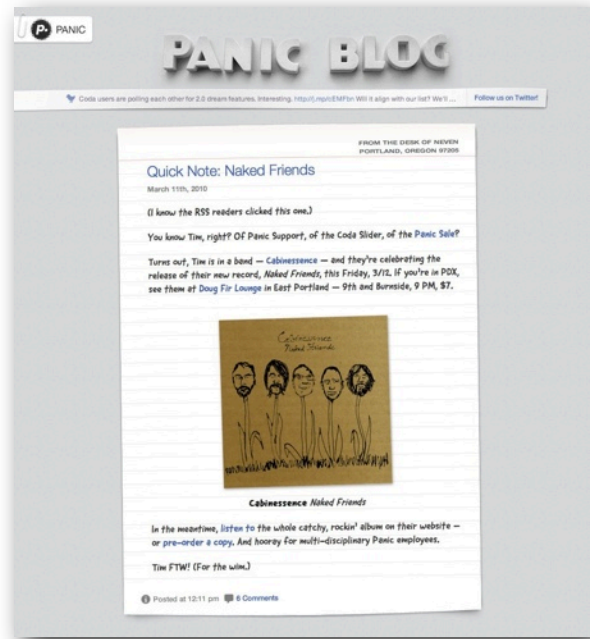 PANIC
PANIC BLOG
Coda users are polling each other for 2.0 dream features. Interesting. http://j.mp/cEMFbn Will it align with our list? We'll ....
Follow us on Twitter!
FROM THE DESK OF NEVEN
PORTLAND, OREGON 97205
Quick Note: Naked Friends
March 11th, 2010
(I know the RSS readers clicked this one.)
You know Tim, right? Of Panic Support, of the Coda Slider, of the Panic Sale?
Turns out, Tim is in a band — Cabinessence — and they're celebrating the
release of their new record, Naked Friends, this Friday, 3/12. If you're in PDX,
see them at Doug Fir Lounge in East Portland — 9th and Burnside, 9 PM, $7.
Cabinessence
Naked Friends
Cabinessence Naked Friends
In the meantime, listen to the whole catchy, rockin' album on their website —
or pre-order a copy. And hooray for multi-disciplinary Panic employees.
Tim FTW! (For the wim.)
Posted at 12:11 pm 6 Comments